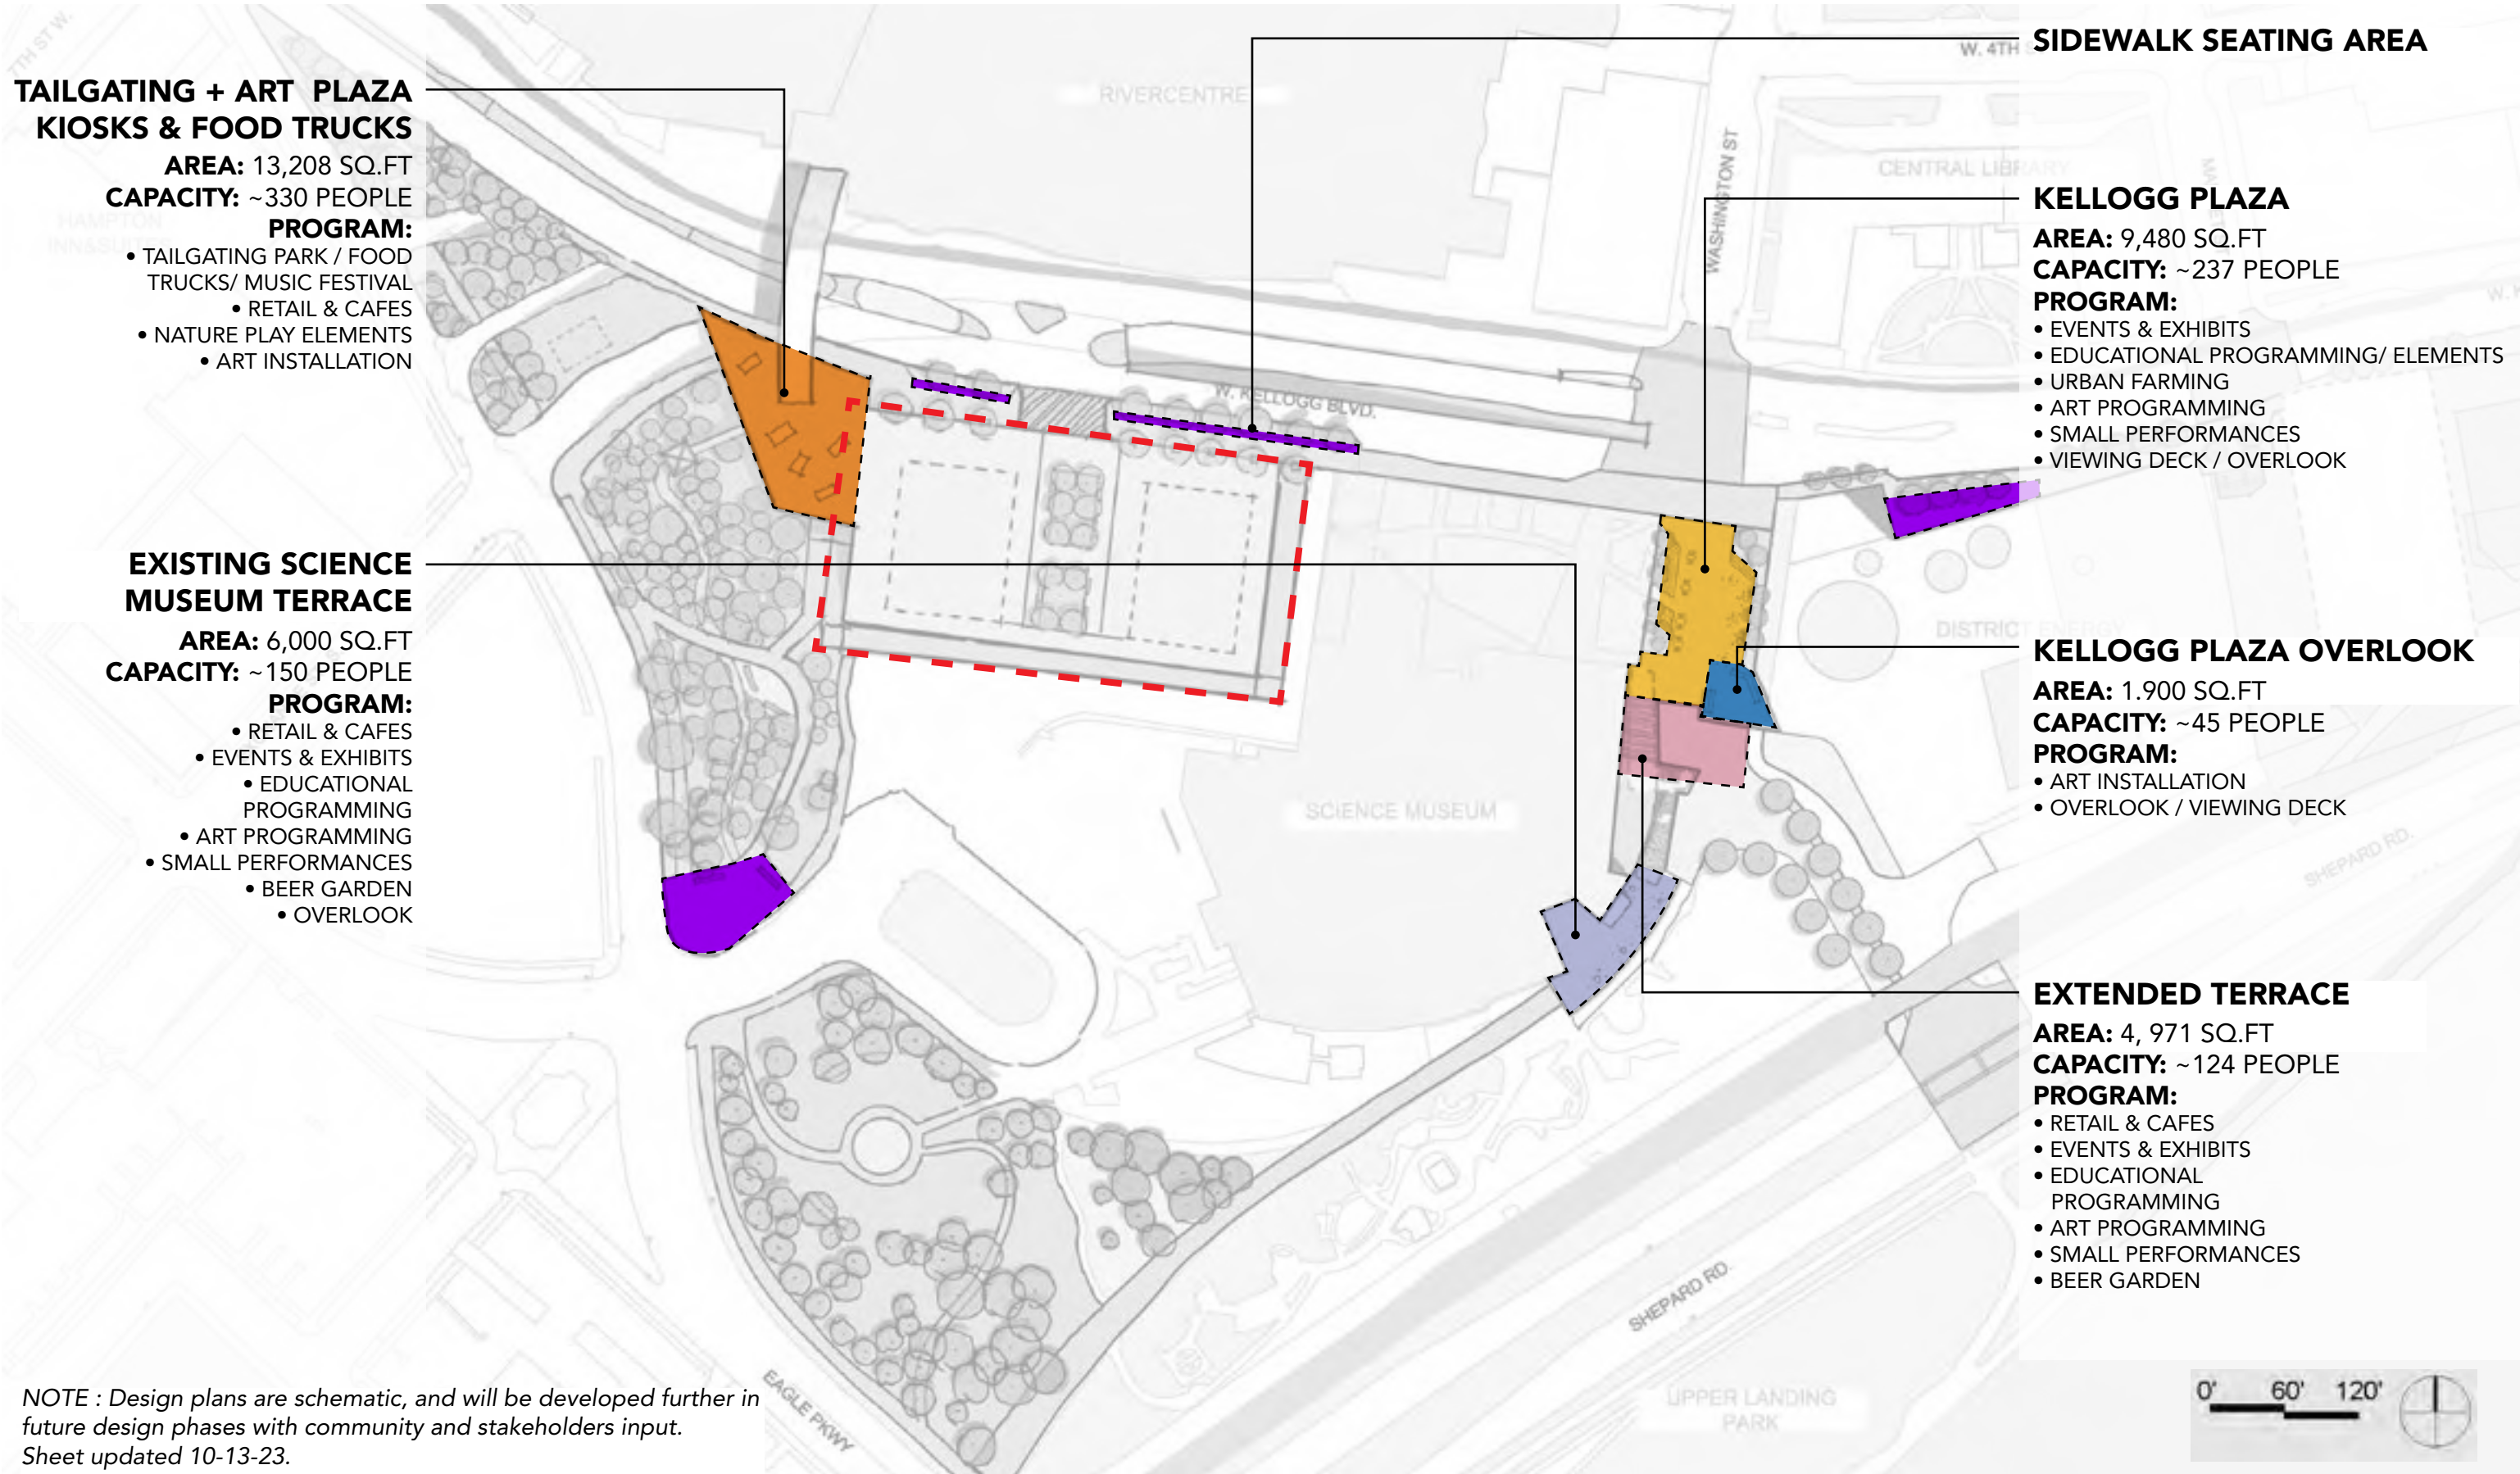 TAILGATING + ART PLAZA
KIOSKS & FOOD TRUCKS
AREA: 13,208 SQ.FT
CAPACITY: ~330 PEOPLE
PROGRAM:
• TAILGATING PARK / FOOD
TRUCKS/ MUSIC FESTIVAL
• RETAIL & CAFES
• NATURE PLAY ELEMENTS
• ART INSTALLATION
EXISTING SCIENCE
MUSEUM TERRACE
AREA: 6,000 SQ.FT
CAPACITY: ~150 PEOPLE
PROGRAM:
• RETAIL & CAFES
• EVENTS & EXHIBITS
• EDUCATIONAL
PROGRAMMING
• ART PROGRAMMING
• SMALL PERFORMANCES
• BEER GARDEN
• OVERLOOK
7TH ST W.
HAMPTON
INN&SUITES
RIVERCENTRE
W. KELLOGG BLVD.
WASHINGTON ST
W. 4TH
CENTRAL LIBRARY
DISTRICT ENERGY
SCIENCE MUSEUM
SHEPARD RD.
SHEPARD RD.
UPPER LANDING
PARK
EAGLE PKWY
SIDEWALK SEATING AREA
KELLOGG PLAZA
AREA: 9,480 SQ.FT
CAPACITY: ~237 PEOPLE
PROGRAM:
• EVENTS & EXHIBITS
• EDUCATIONAL PROGRAMMING/ ELEMENTS
• URBAN FARMING
• ART PROGRAMMING
• SMALL PERFORMANCES
• VIEWING DECK / OVERLOOK
KELLOGG PLAZA OVERLOOK
AREA: 1.900 SQ.FT
CAPACITY: ~45 PEOPLE
PROGRAM:
• ART INSTALLATION
• OVERLOOK / VIEWING DECK
EXTENDED TERRACE
AREA: 4, 971 SQ.FT
CAPACITY: ~124 PEOPLE
PROGRAM:
• RETAIL & CAFES
• EVENTS & EXHIBITS
• EDUCATIONAL
PROGRAMMING
• ART PROGRAMMING
• SMALL PERFORMANCES
• BEER GARDEN
NOTE : Design plans are schematic, and will be developed further in
future design phases with community and stakeholders input.
Sheet updated 10-13-23.
0' 60' 120'